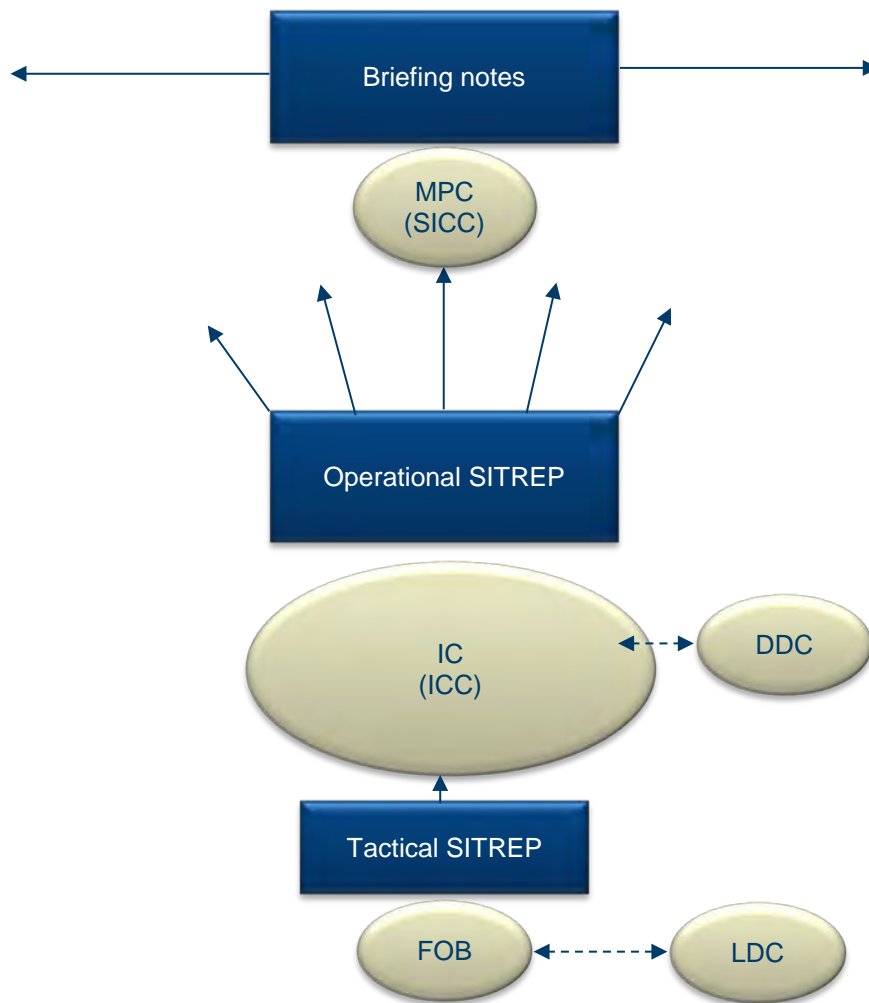 Briefing notes
MPC
(SICC)
Operational SITREP
IC
(ICC)
DDC
Tactical SITREP
FOB
LDC